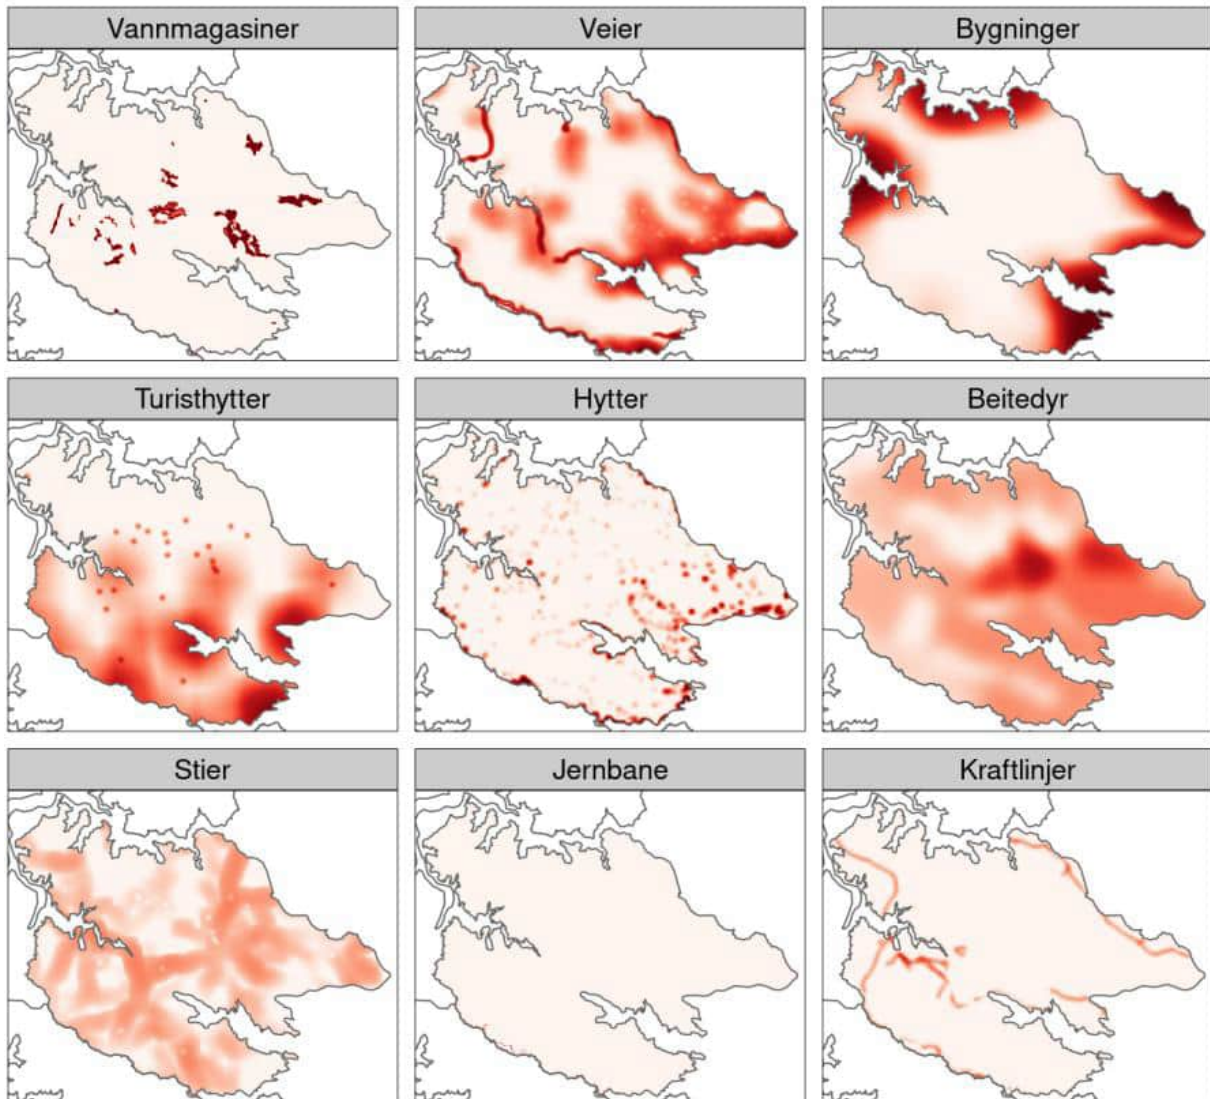 Vannmagasiner
Veier
Bygninger
Turisthytter
Hytter
Beitedyr
Stier
Jernbane
Kraftlinjer